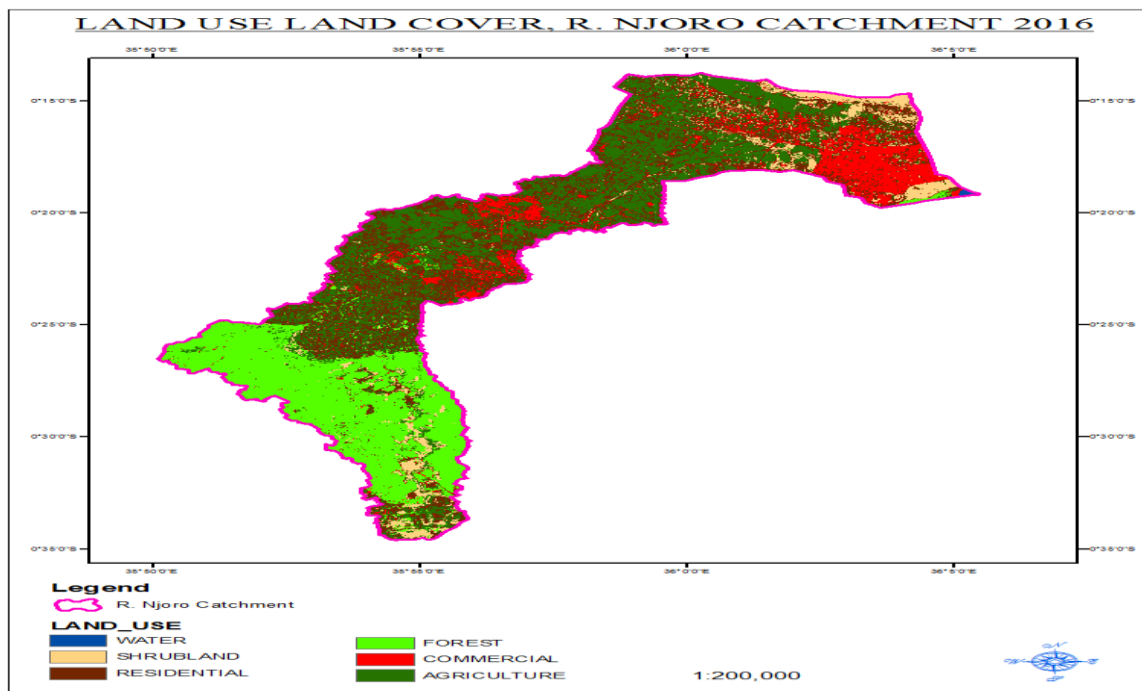 LAND USE LAND COVER, R. NJORO CATCHMENT 2016
35°50'0"E 35°55'0"E 36°0'0"E 36°5'0"E
0°15'0"S 0°15'0"S
0°20'0"S 0°20'0"S
0°25'0"S 0°25'0"S
0°30'0"S 0°30'0"S
0°35'0"S 0°35'0"S
35°50'0"E 35°55'0"E 36°0'0"E 36°5'0"E
Legend
R. Njoro Catchment
LAND_USE
WATER FOREST
SHRUBLAND COMMERCIAL
RESIDENTIAL AGRICULTURE 1:200,000